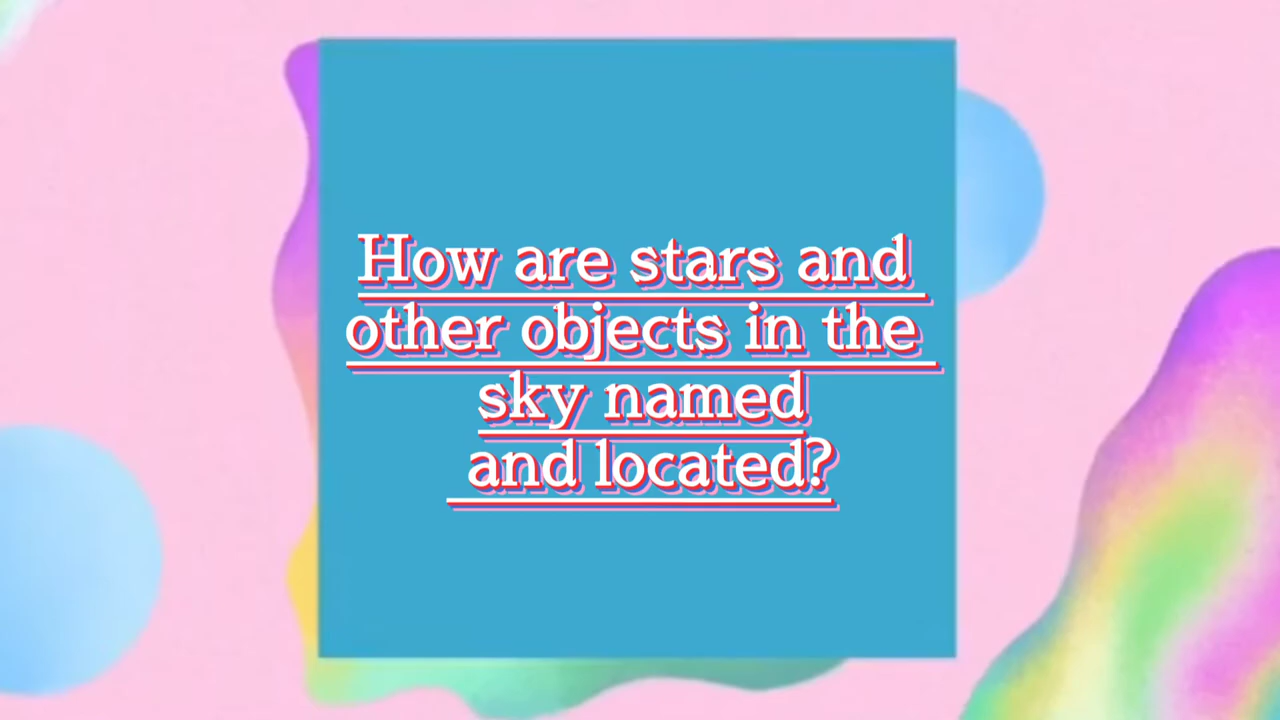 How are stars and
other objects in the
sky named
and located?